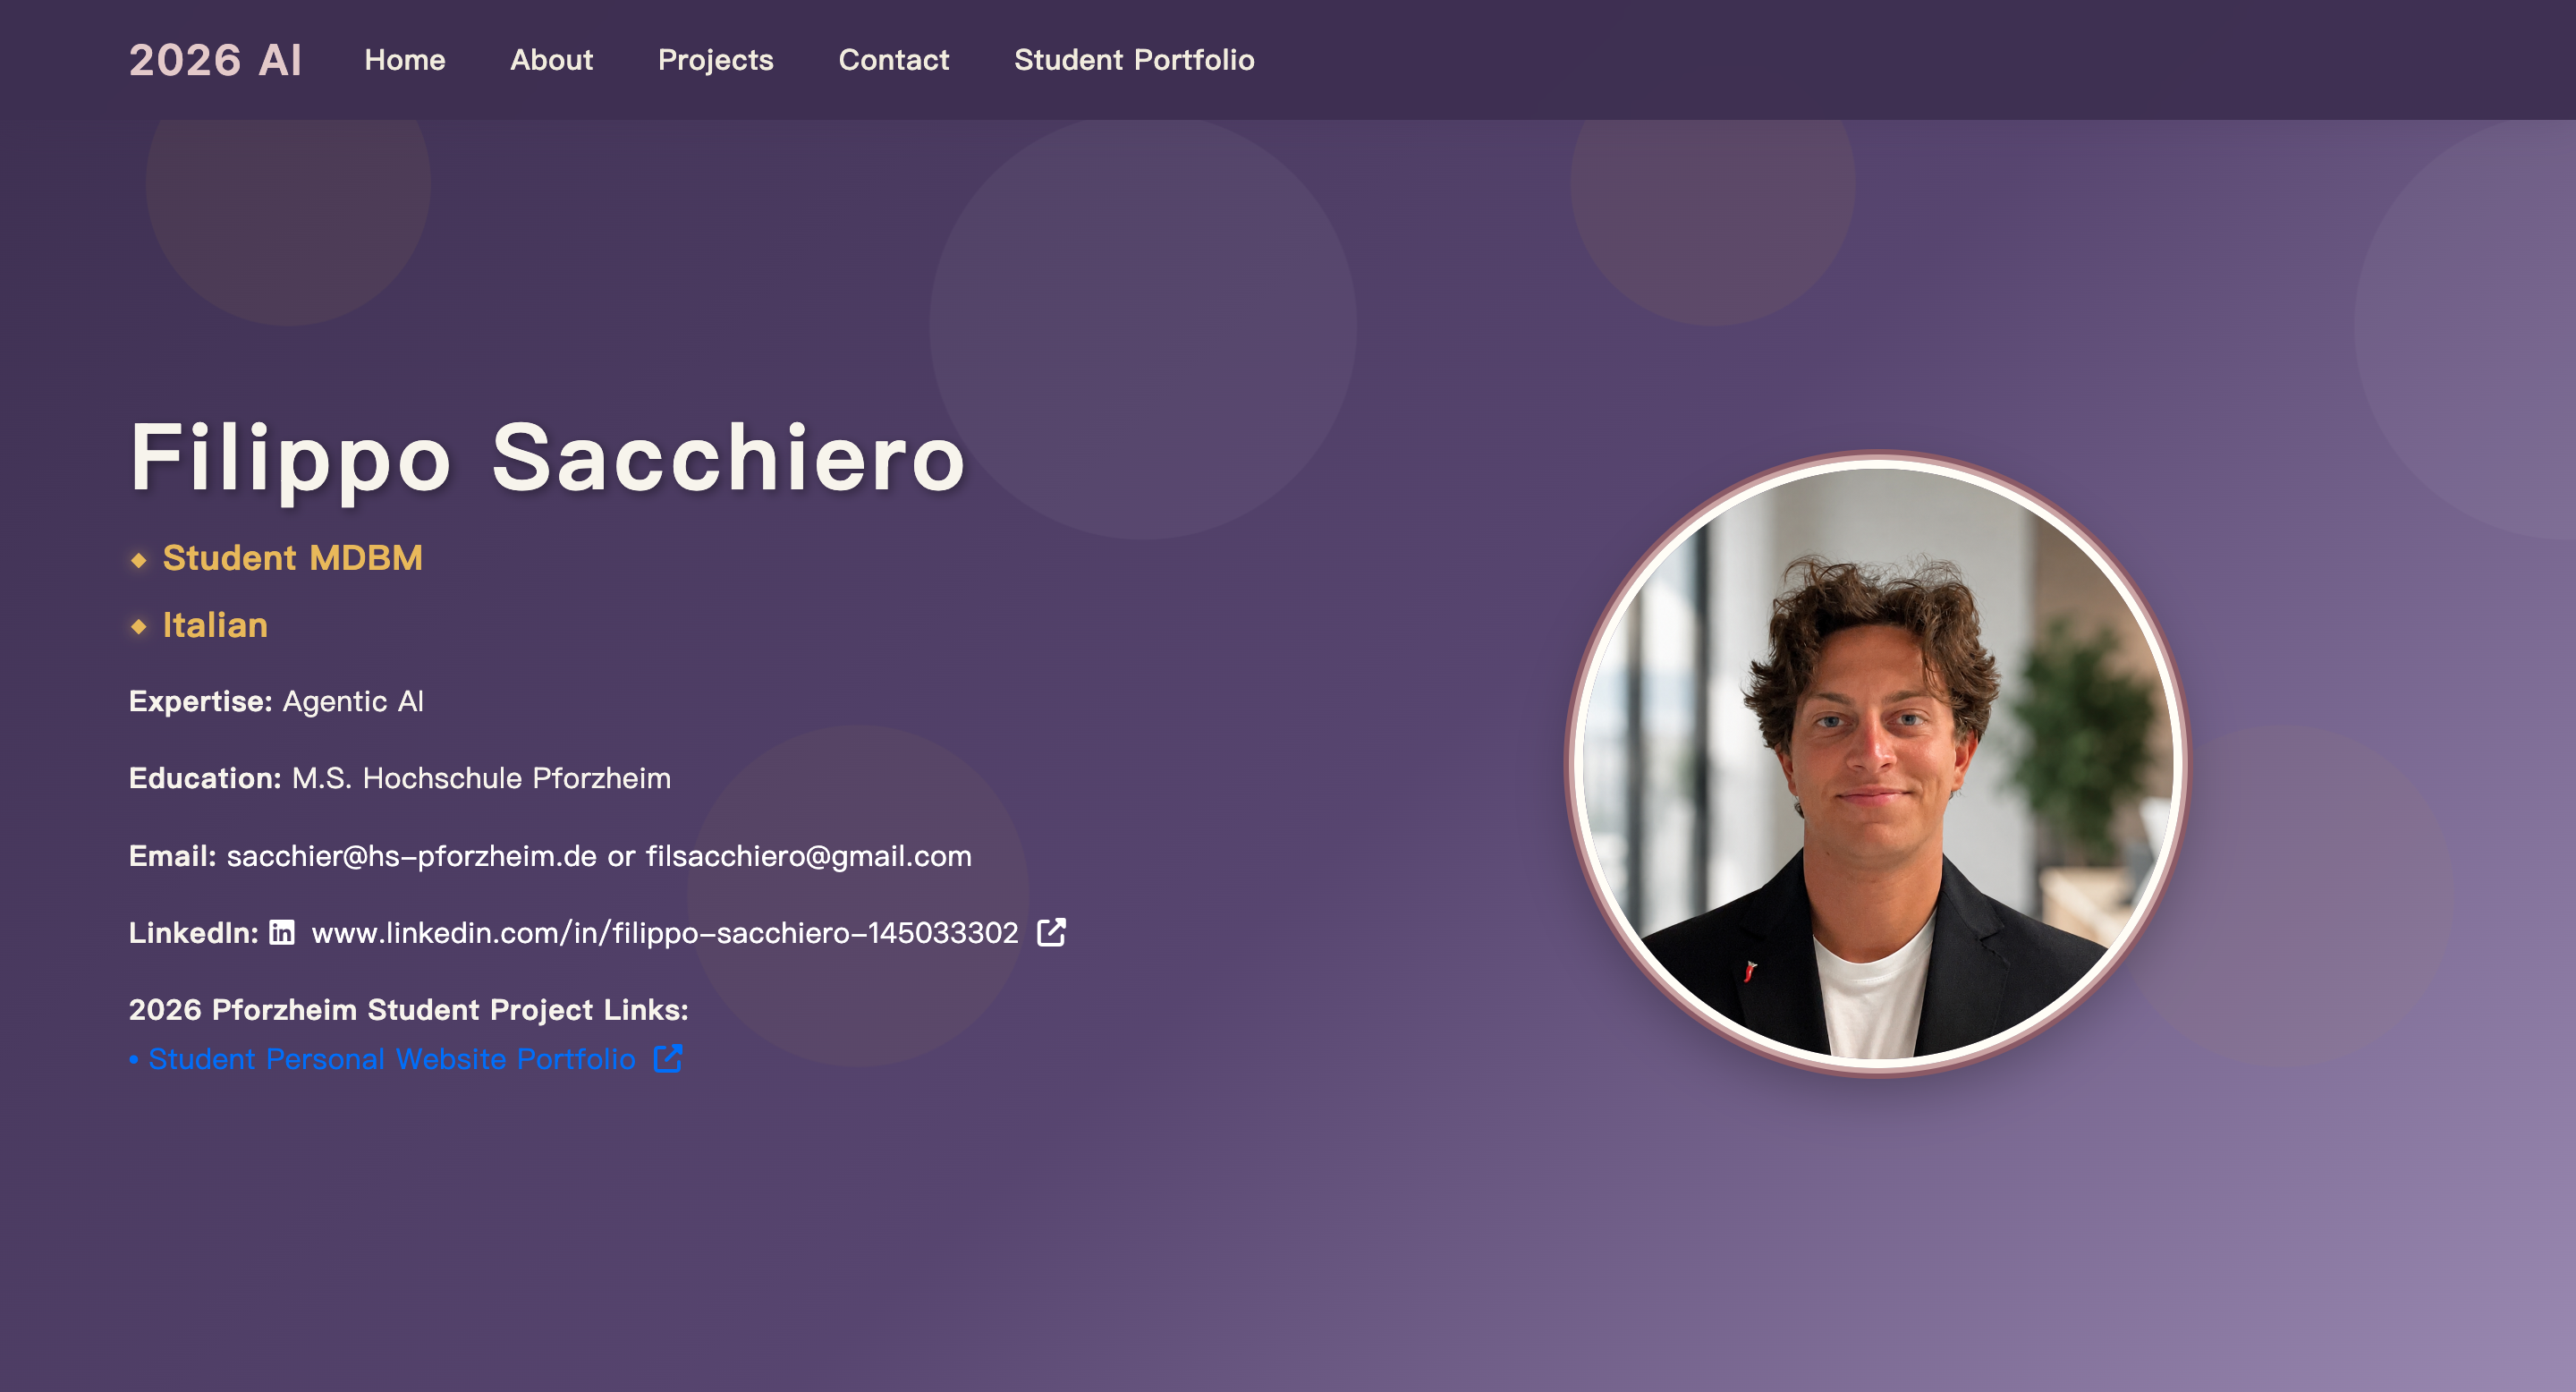 2026 AI Home About Projects Contact Student Portfolio
Filippo Sacchiero
◆ Student MDBM
◆ Italian
Expertise: Agentic AI
Education: M.S. Hochschule Pforzheim
Email: sacchier@hs-pforzheim.de or filsacchiero@gmail.com
LinkedIn: in www.linkedin.com/in/filippo-sacchiero-145033302
2026 Pforzheim Student Project Links:
• Student Personal Website Portfolio